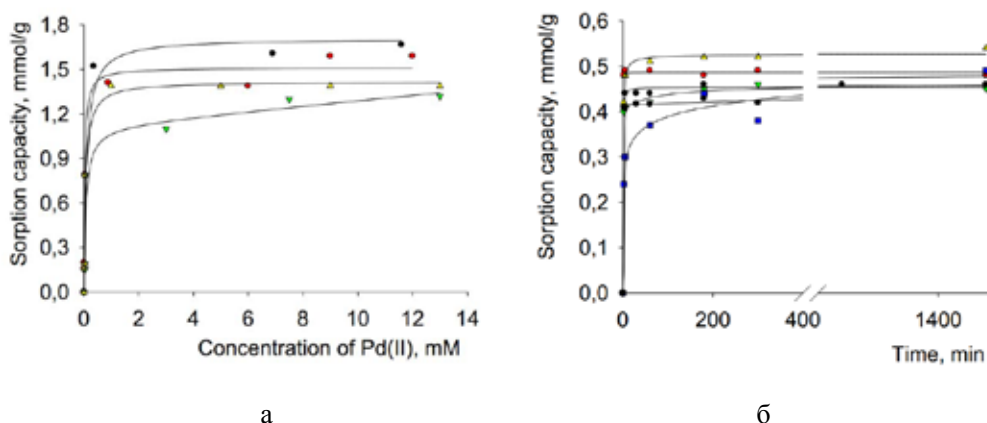 Sorption capacity, mmol/g
1,8
1,5
1,2
0,9
0,6
0,3
0,0
0 2 4 6 8 10 12 14
Concentration of Pd(II), mM
а
Sorption capacity, mmol/g
0,6
0,5
0,4
0,3
0,2
0,1
0,0
0 200 400 1400
Time, min
б